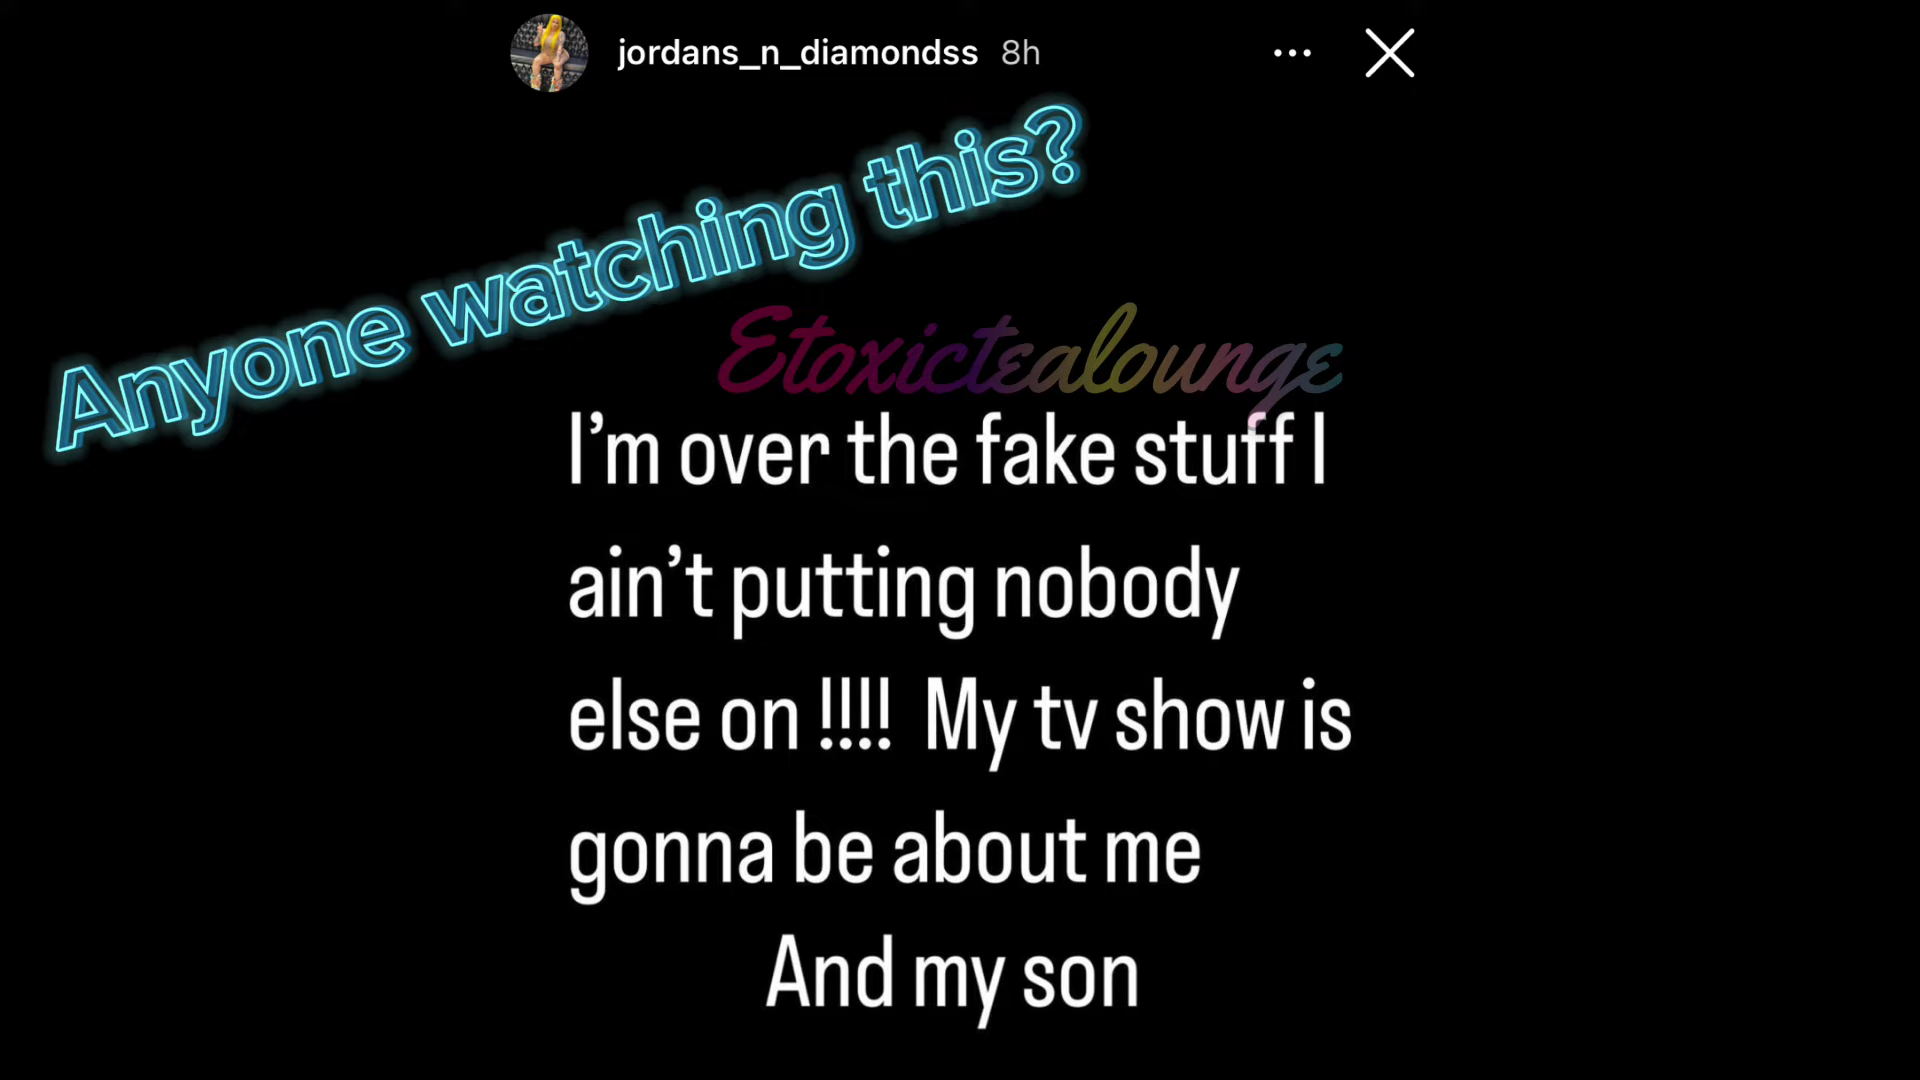 jordans_n_diamondss 8h
Anyone watching this?
Etoxictealounge
I'm over the fake stuff I
ain't putting nobody
else on !!!! My tv show is
gonna be about me
And my son